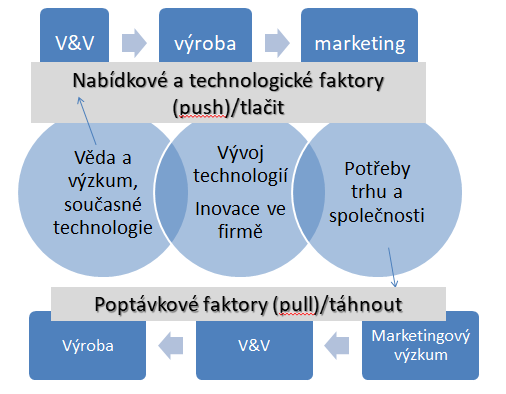 V&V
výroba
marketing
Nabídkové a technologické faktory
(push)/tlačit
Věda a
výzkum,
současné
technologie
Vývoj
technologií
Inovace ve
firmě
Potřeby
trhu a
společnosti
Poptávkové faktory (pull)/táhnout
Výroba
V&V
Marketingový
výzkum